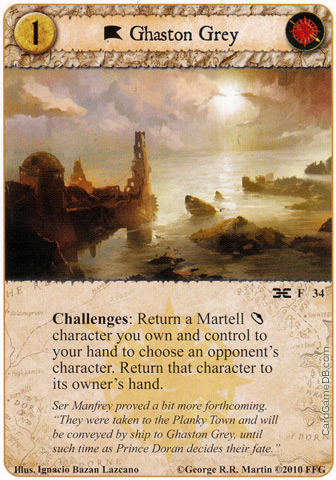 1
Ghaston Grey
F 34
Challenges: Return a Martell
character you own and control to
your hand to choose an opponent's
character. Return that character to
its owner's hand.
Ser Manfrey proved a bit more forthcoming.
"They were taken to the Planky Town and will
be conveyed by ship to Ghaston Grey, until
such time as Prince Doran decides their fate."
Illus. Ignacio Bazan Lazcano
©George R.R. Martin ©2010 FFG
CardGameDB.com